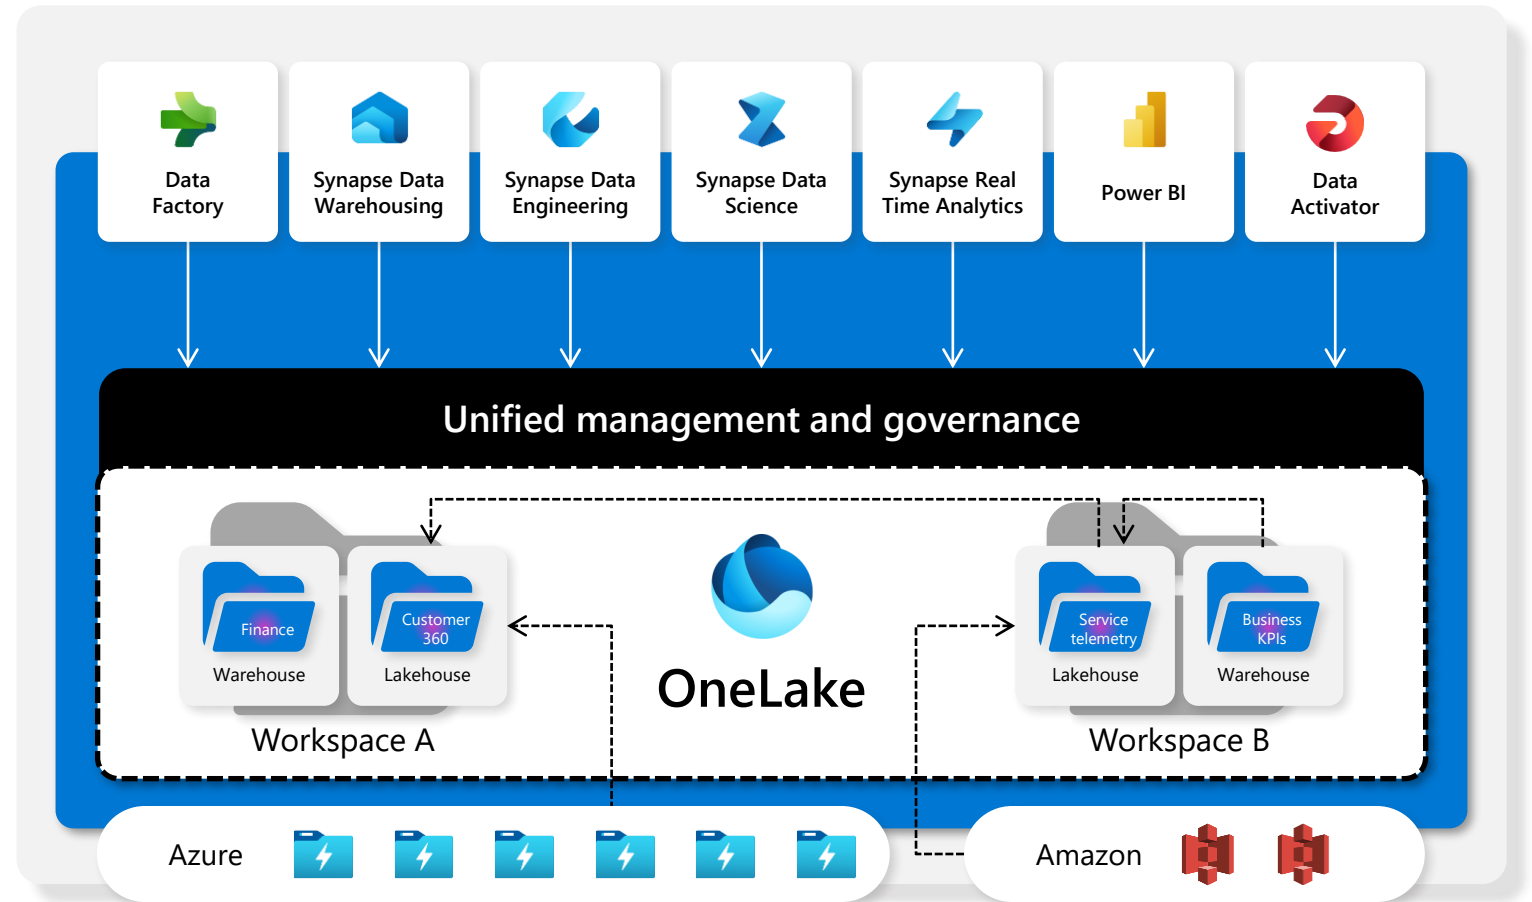 Data
Factory
Synapse Data
Warehousing
Synapse Data
Engineering
Synapse Data
Science
Synapse Real
Time Analytics
Power BI
Data
Activator
Unified management and governance
Finance
Warehouse
Customer
360
Lakehouse
Workspace A
OneLake
Service
telemetry
Lakehouse
Business
KPIs
Warehouse
Workspace B
Azure
Amazon